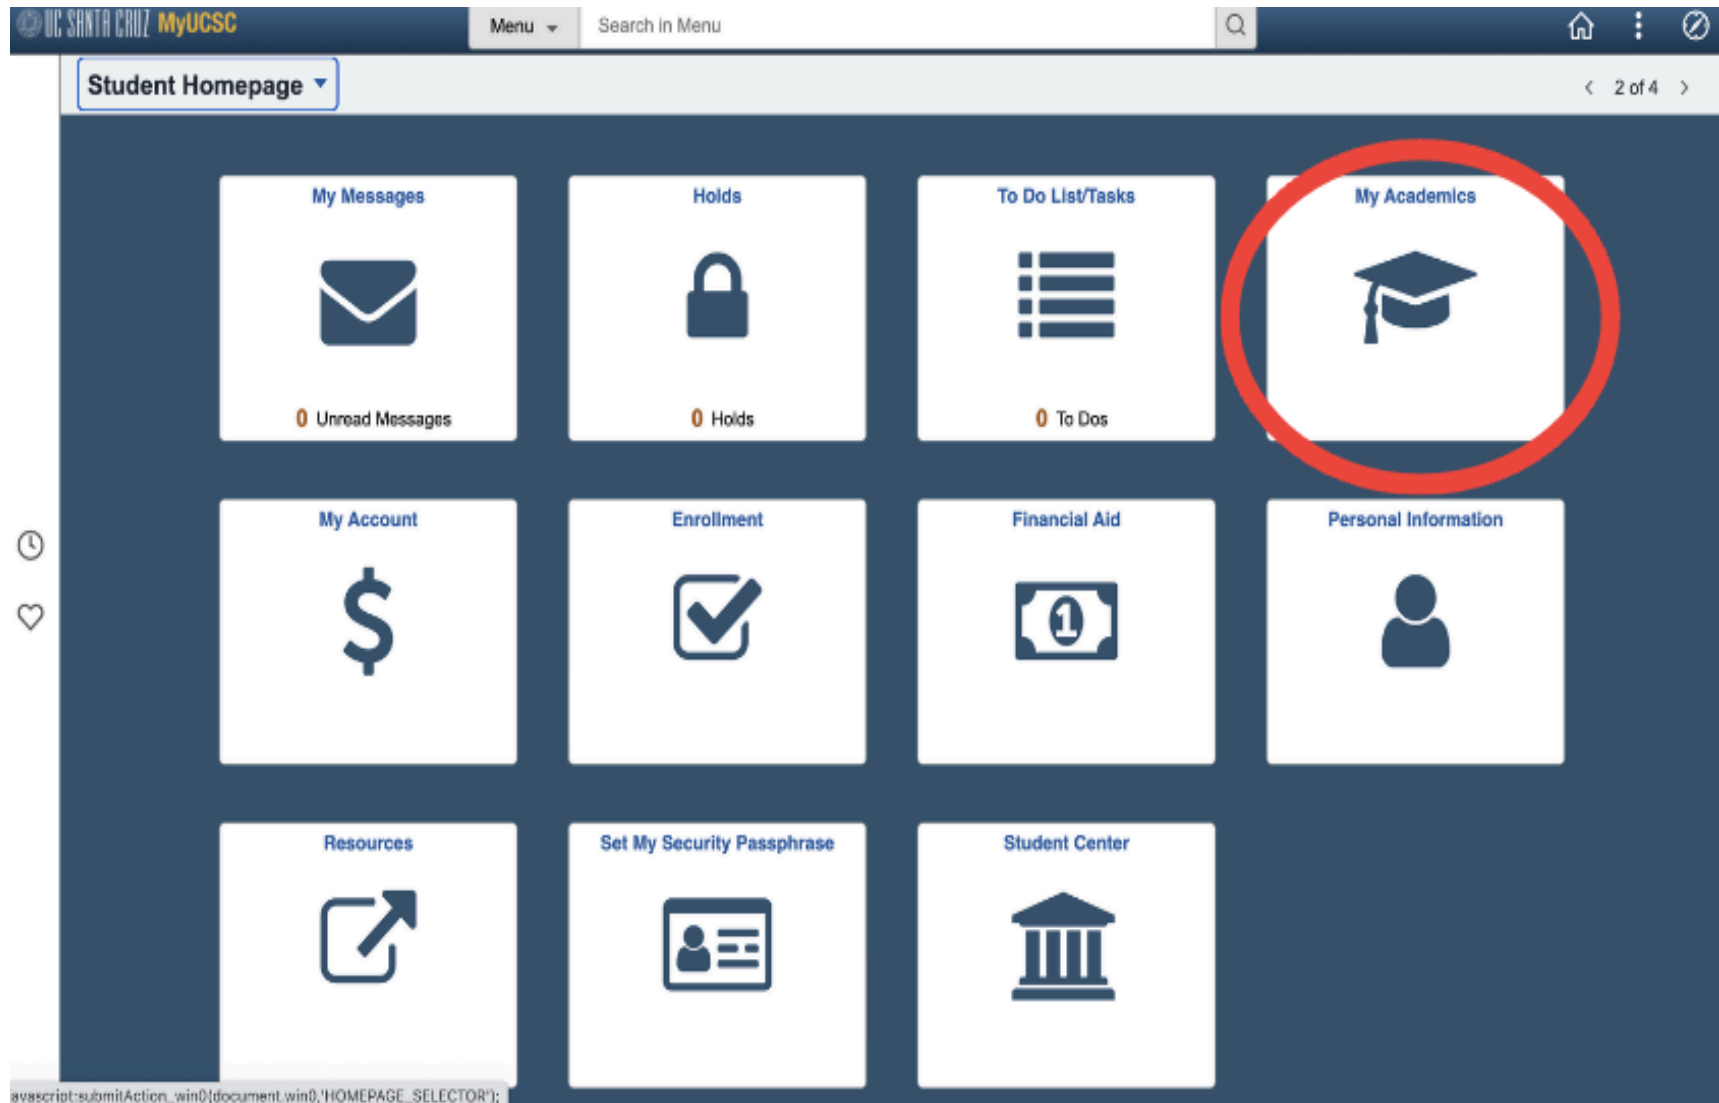 UC SANTA CRUZ MyUCSC
Menu
Search in Menu
Student Homepage
2 of 4
My Messages
0 Unread Messages
Holds
0 Holds
To Do List/Tasks
0 To Dos
My Academics
My Account
Enrollment
Financial Aid
1
Personal Information
Resources
Set My Security Passphrase
Student Center
avascript:submitAction_win0(document.win0,'HOMEPAGE_SELECTOR');